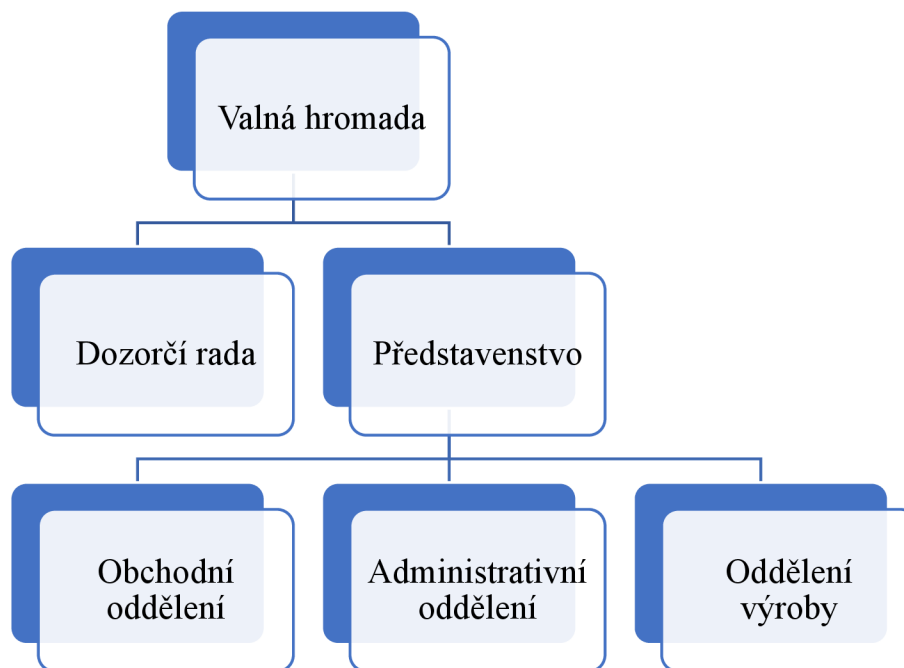 Valná hromada
Dozorčí rada
Představenstvo
Obchodní
oddělení
Administrativní
oddělení
Oddělení
výroby